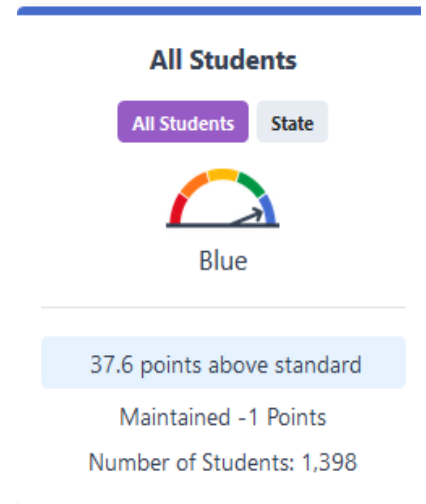 All Students
All Students State
Blue
37.6 points above standard
Maintained -1 Points
Number of Students: 1,398